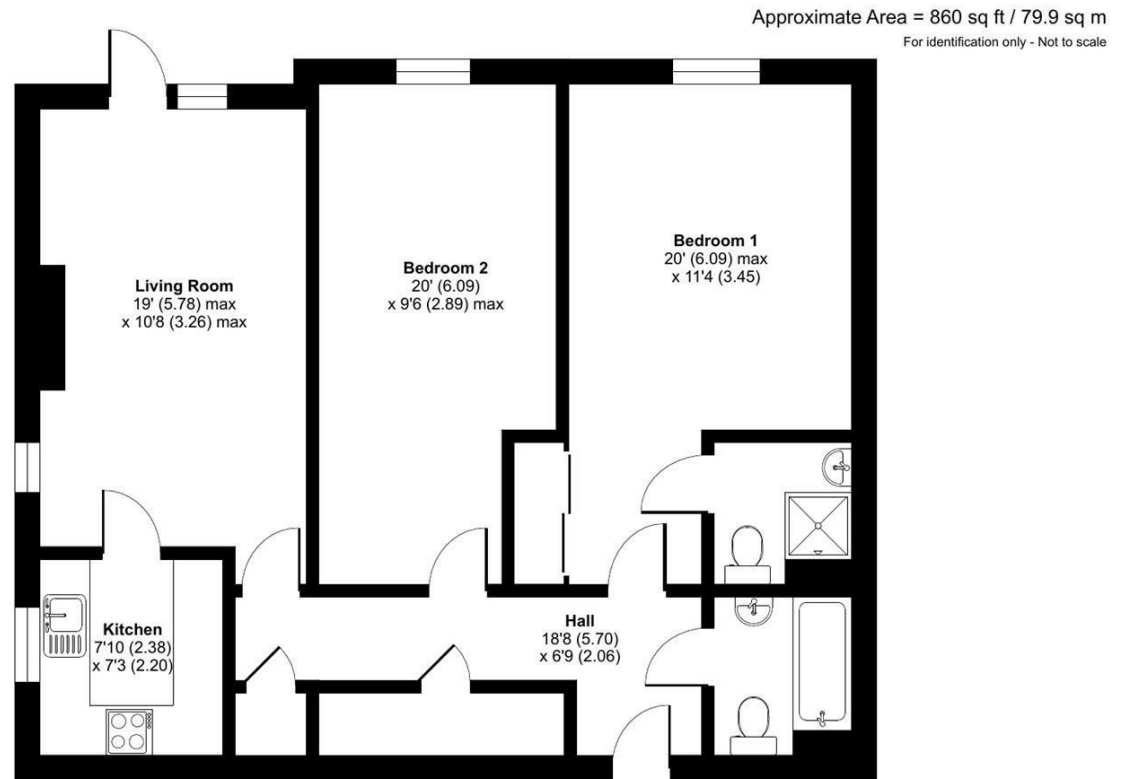 Approximate Area = 860 sq ft / 79.9 sq m
For identification only - Not to scale
Living Room
19' (5.78) max
x 10'8 (3.26) max
Bedroom 2
20' (6.09)
x 9'6 (2.89) max
Bedroom 1
20' (6.09) max
x 11'4 (3.45)
Kitchen
7'10 (2.38)
x 7'3 (2.20)
Hall
18'8 (5.70)
x 6'9 (2.06)